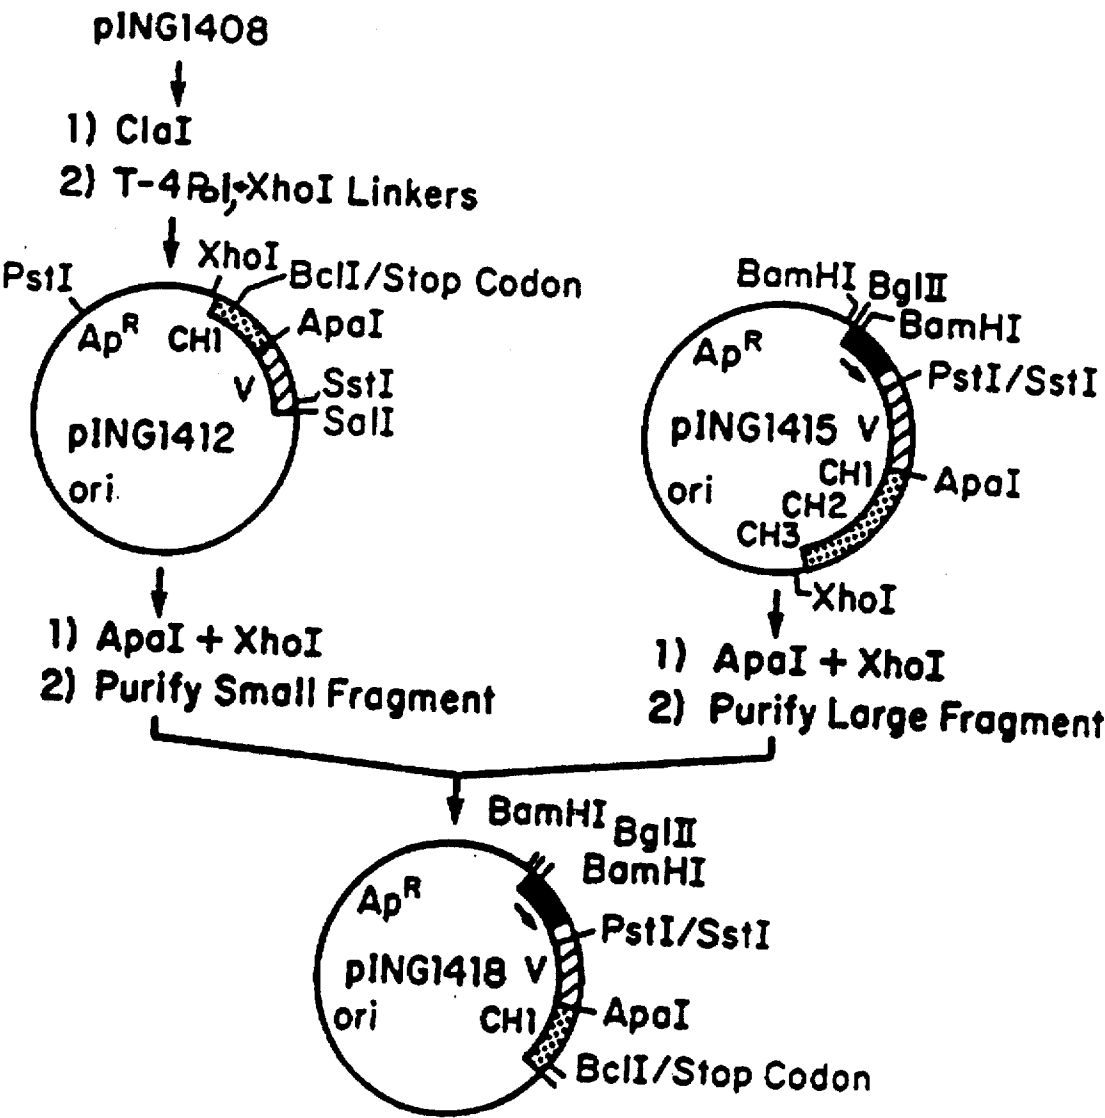 pING1408
1) ClaI
2) T-4 Pol, XhoI Linkers
PstI
XhoI
BclI/Stop Codon
ApR
CH1
ApaI
V
SstI
SalI
pING1412
ori
1) ApaI + XhoI
2) Purify Small Fragment
BamHI
BglII
BamHI
ApR
PstI/SstI
pING1415
V
CH1
ApaI
ori
CH2
CH3
XhoI
1) ApaI + XhoI
2) Purify Large Fragment
BamHI
BglII
BamHI
ApR
PstI/SstI
pING1418
V
ori
CH1
ApaI
BclI/Stop Codon